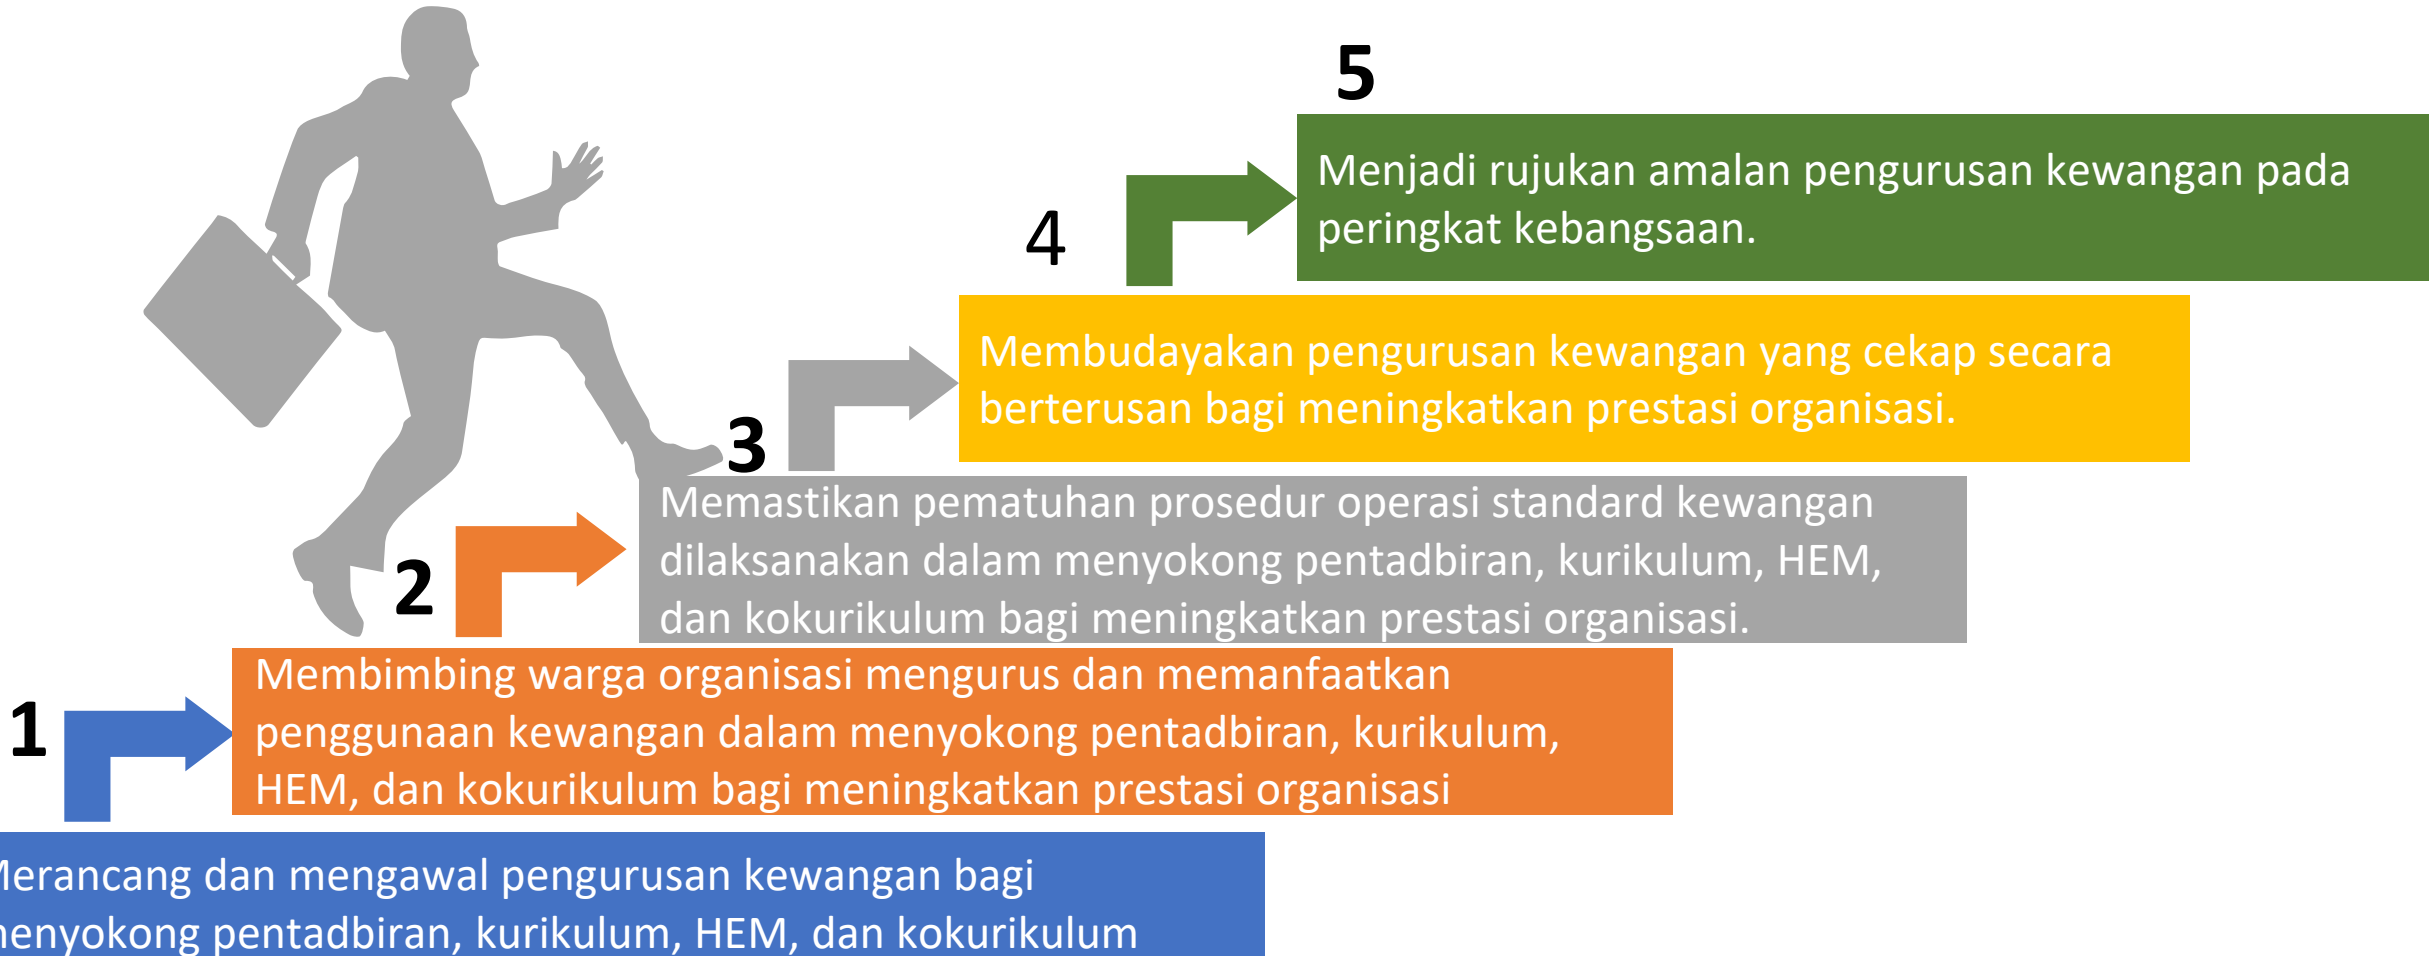 5
Menjadi rujukan amalan pengurusan kewangan pada
peringkat kebangsaan.
4
Membudayakan pengurusan kewangan yang cekap secara
berterusan bagi meningkatkan prestasi organisasi.
3
Memastikan pematuhan prosedur operasi standard kewangan
dilaksanakan dalam menyokong pentadbiran, kurikulum, HEM,
dan kokurikulum bagi meningkatkan prestasi organisasi.
2
Membimbing warga organisasi mengurus dan memanfaatkan
penggunaan kewangan dalam menyokong pentadbiran, kurikulum,
HEM, dan kokurikulum bagi meningkatkan prestasi organisasi
1
Merancang dan mengawal pengurusan kewangan bagi
menyokong pentadbiran, kurikulum, HEM, dan kokurikulum